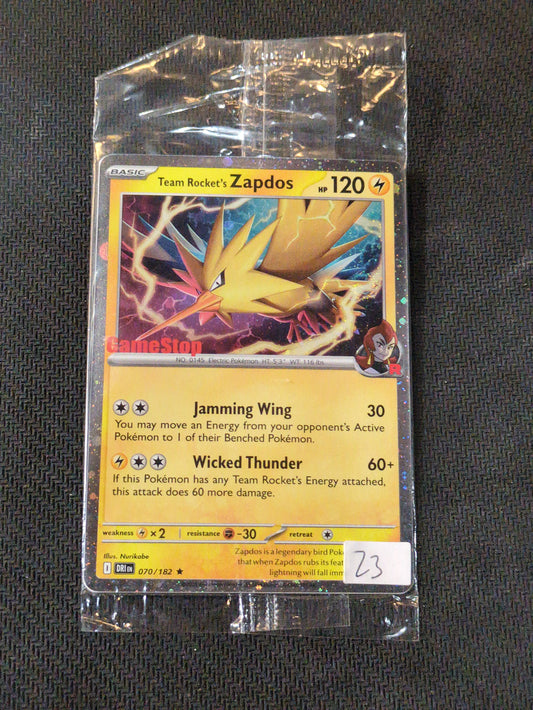 BASIC
Team Rocket's Zapdos HP 120
GameStop
R
NO. 0145 Electric Pokémon HT: 5'3" WT: 116 lbs
Jamming Wing 30
You may move an Energy from your opponent's Active
Pokémon to 1 of their Benched Pokémon.
Wicked Thunder 60+
If this Pokémon has any Team Rocket's Energy attached,
this attack does 60 more damage.
weakness ×2 resistance -30 retreat
Illus. Nurikabe
Zapdos is a legendary bird Pok
that when Zapdos rubs its feat
lightning will fall imm
I DRI EN 070/182 ★
23